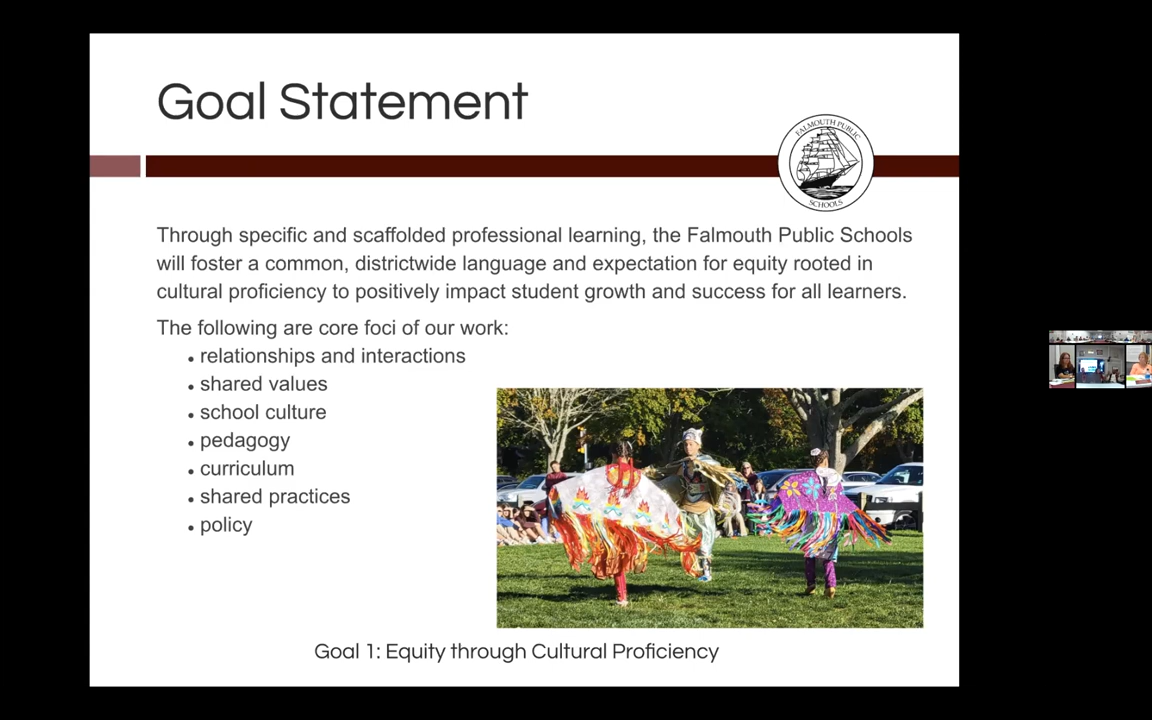 Goal Statement
FALMOUTH PUBLIC
SCHOOLS
Through specific and scaffolded professional learning, the Falmouth Public Schools
will foster a common, districtwide language and expectation for equity rooted in
cultural proficiency to positively impact student growth and success for all learners.
The following are core foci of our work:
• relationships and interactions
• shared values
• school culture
• pedagogy
• curriculum
• shared practices
• policy
Goal 1: Equity through Cultural Proficiency